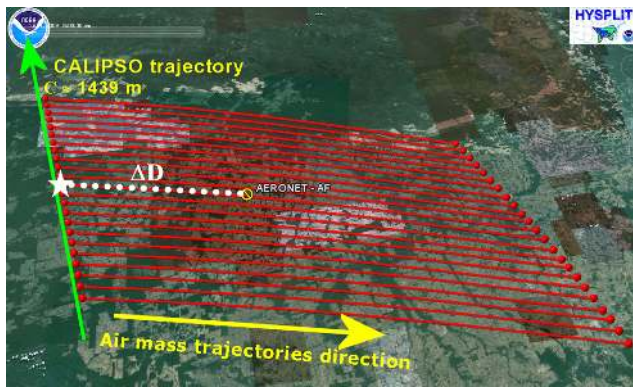 HYSPLIT
CALIPSO trajectory
C = 1439 m
ΔD
AERONET - AF
Air mass trajectories direction